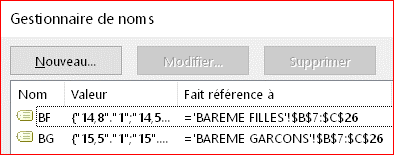 Gestionnaire de noms
Nouveau... Modifier... Supprimer
Nom Valeur Fait référence à
BF {"14,8"."1";"14,5... ='BAREME FILLES'!$B$7:$C$26
BG {"15,5"."1";"15".... ='BAREME GARCONS'!$B$7:$C$26